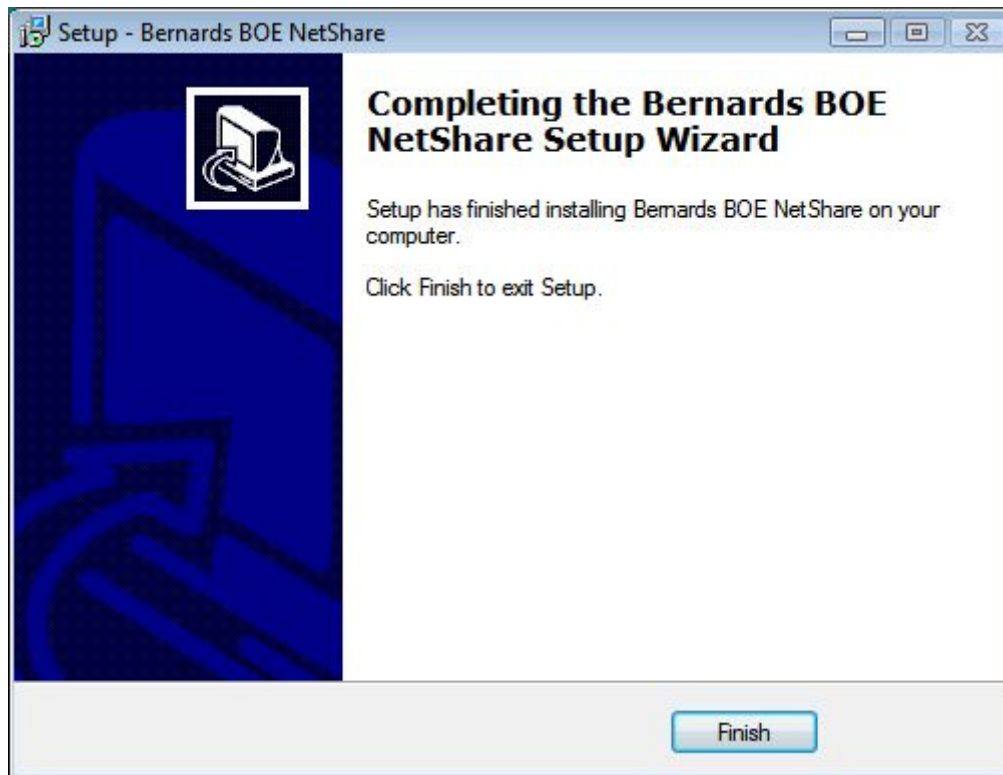 Setup - Bernards BOE NetShare
Completing the Bernards BOE
NetShare Setup Wizard
Setup has finished installing Bernards BOE NetShare on your
computer.
Click Finish to exit Setup.
Finish